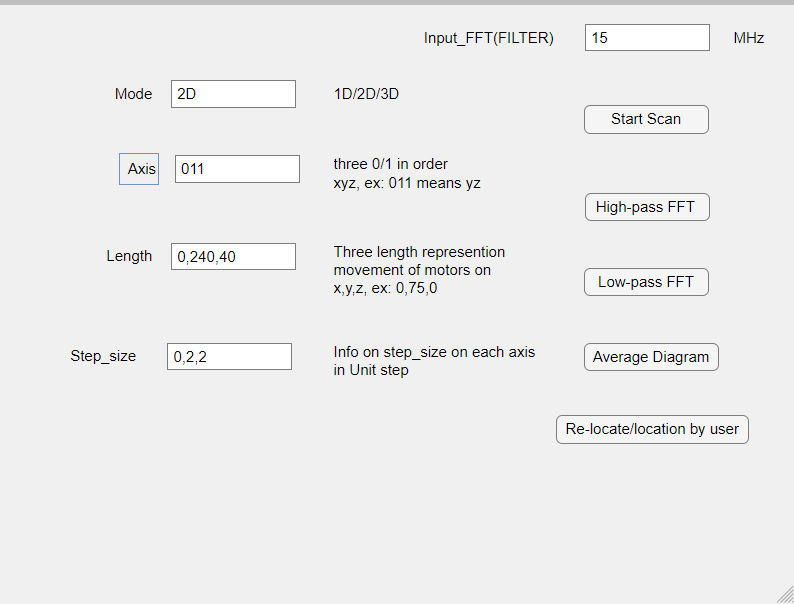 Input_FFT(FILTER) 15 MHz
Mode 2D 1D/2D/3D
Start Scan
Axis 011 three 0/1 in order
xyz, ex: 011 means yz
High-pass FFT
Length 0,240,40 Three length represention
movement of motors on
x,y,z, ex: 0,75,0
Low-pass FFT
Step_size 0,2,2 Info on step_size on each axis
in Unit step
Average Diagram
Re-locate/location by user